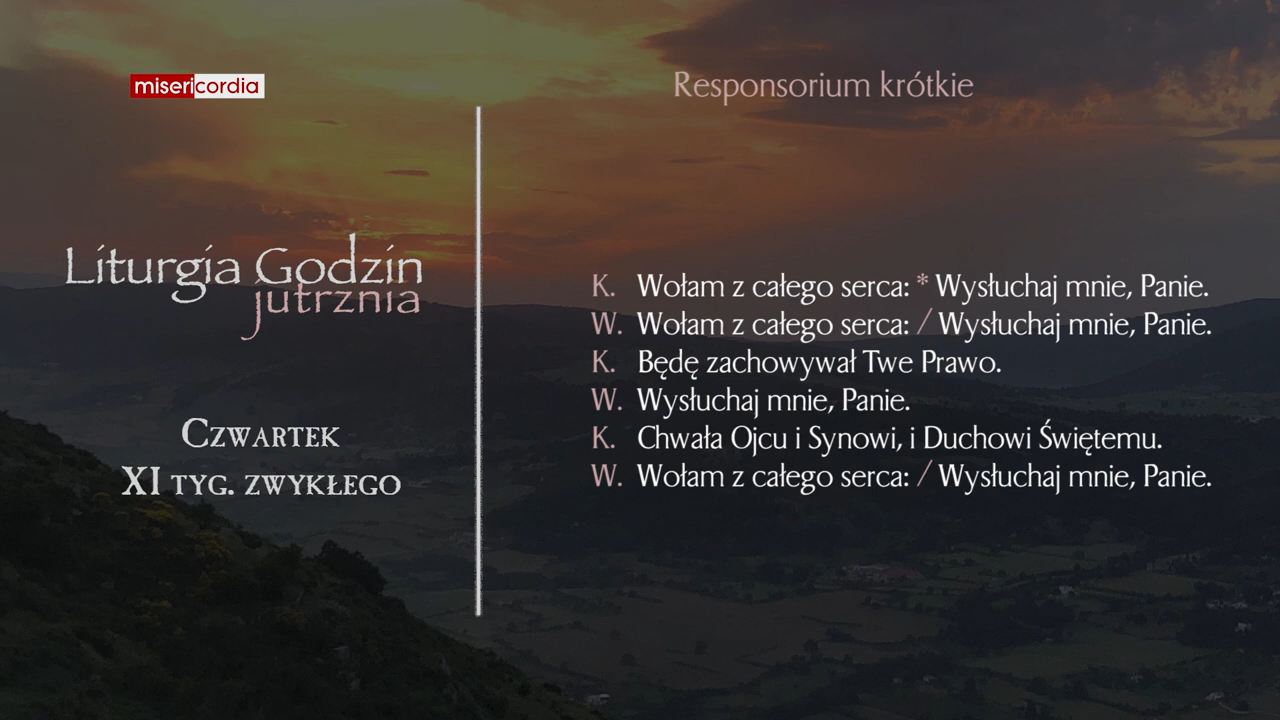 misericordia
Responsorium krótkie
Liturgia Godzin
jutrznia
Czwartek
XI tyg. zwykłego
K. Wołam z całego serca: * Wysłuchaj mnie, Panie.
W. Wołam z całego serca: / Wysłuchaj mnie, Panie.
K. Będę zachowywał Twe Prawo.
W. Wysłuchaj mnie, Panie.
K. Chwała Ojcu i Synowi, i Duchowi Świętemu.
W. Wołam z całego serca: / Wysłuchaj mnie, Panie.